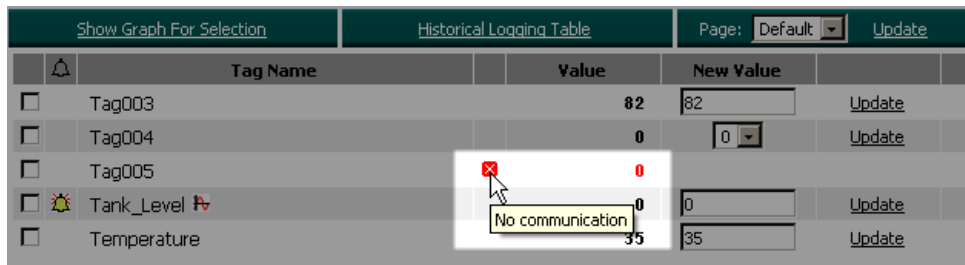 Show Graph For Selection Historical Logging Table Page: Default Update
Tag Name Value New Value
Tag003 82 82 Update
Tag004 0 0 Update
Tag005 0
Tank_Level 0 0 Update
No communication
Temperature 35 35 Update